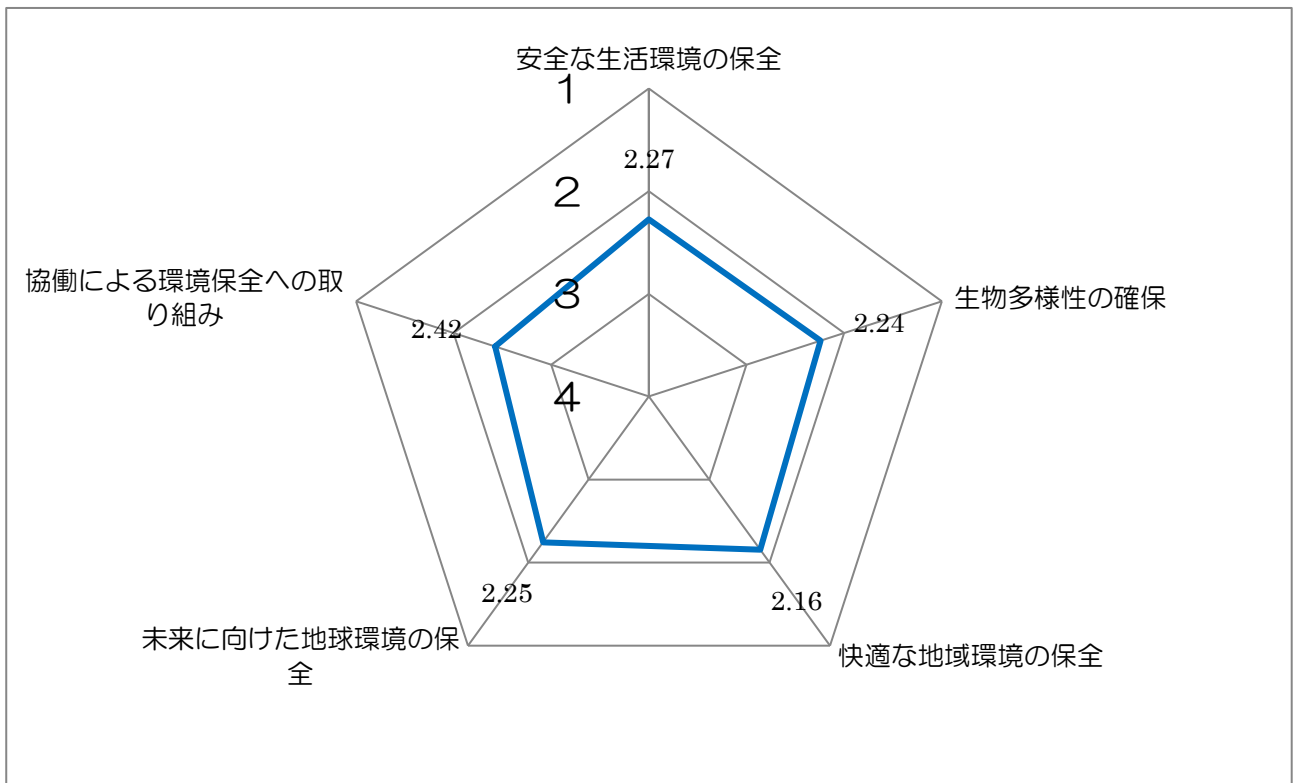 安全な生活環境の保全
1
2.27
2
協働による環境保全への取
り組み
3
生物多様性の確保
2.42
2.24
4
2.25
2.16
未来に向けた地球環境の保
全
快適な地域環境の保全